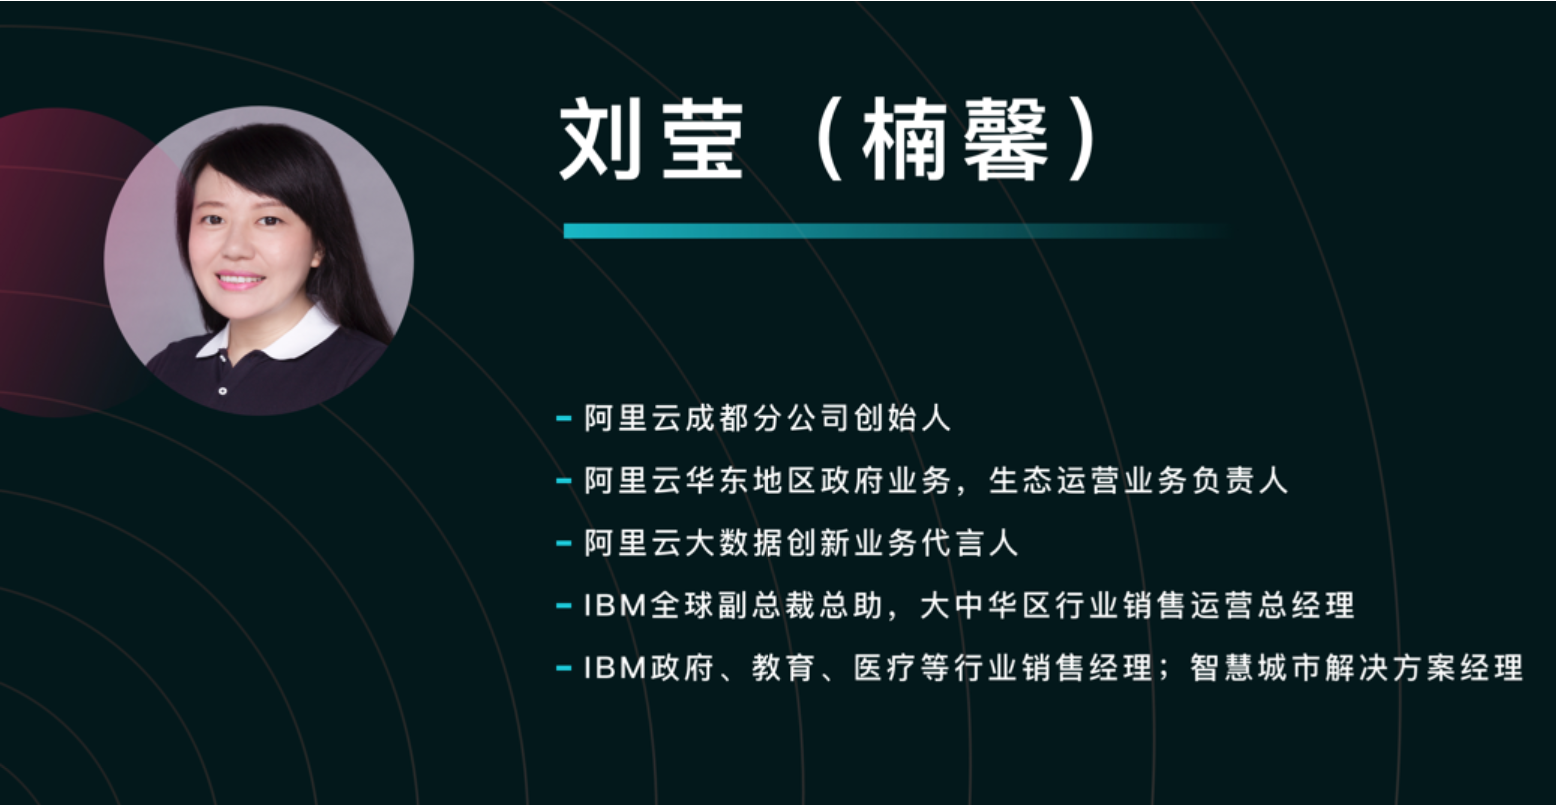 刘莹（楠馨）
- 阿里云成都分公司创始人
- 阿里云华东地区政府业务，生态运营业务负责人
- 阿里云大数据创新业务代言人
- IBM全球副总裁总助，大中华区行业销售运营总经理
- IBM政府、教育、医疗等行业销售经理；智慧城市解决方案经理